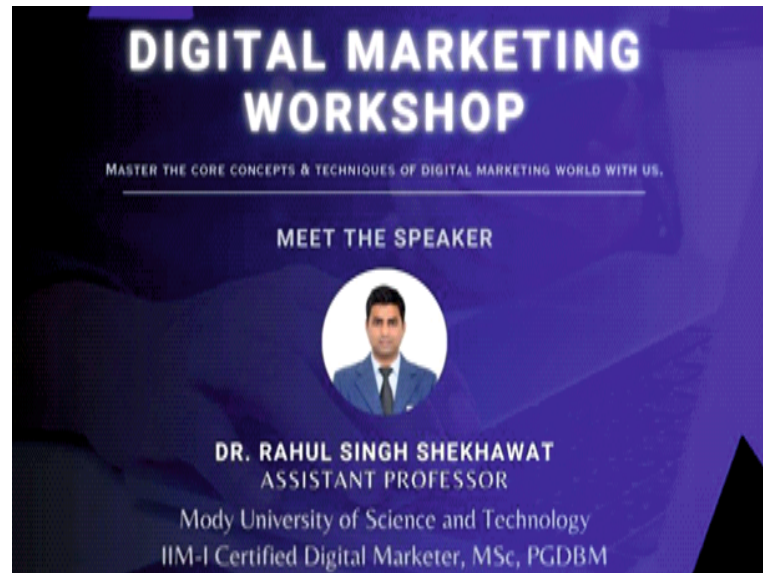 DIGITAL MARKETING
WORKSHOP
MASTER THE CORE CONCEPTS & TECHNIQUES OF DIGITAL MARKETING WORLD WITH US.
MEET THE SPEAKER
DR. RAHUL SINGH SHEKHAWAT
ASSISTANT PROFESSOR
Mody University of Science and Technology
IIM-I Certified Digital Marketer, MSc, PGDBM